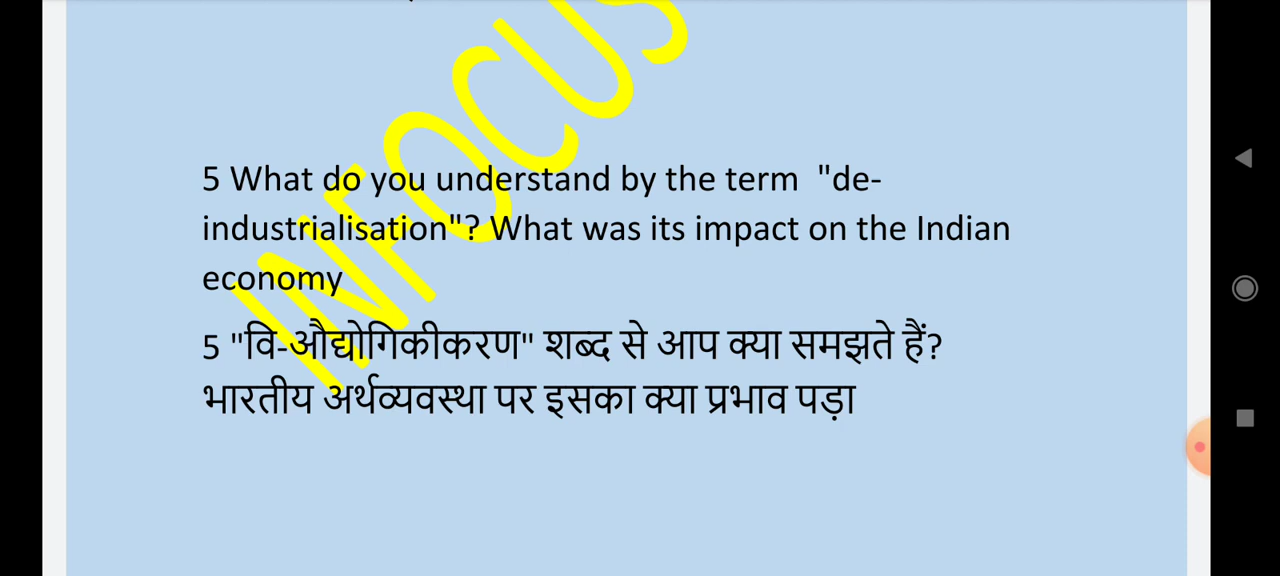 INFOCUS
5 What do you understand by the term "de-
industrialisation"? What was its impact on the Indian
economy
5 "वि-औद्योगिकीकरण" शब्द से आप क्या समझते हैं?
भारतीय अर्थव्यवस्था पर इसका क्या प्रभाव पड़ा